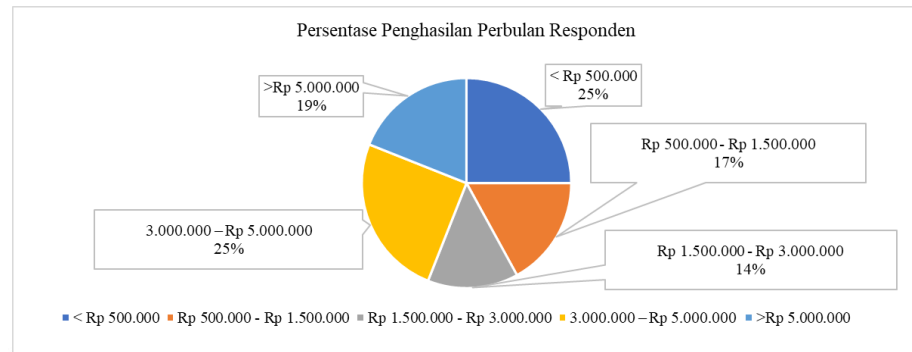 Persentase Penghasilan Perbulan Responden
< Rp 500.000
25%
>Rp 5.000.000
19%
Rp 500.000 - Rp 1.500.000
17%
3.000.000 – Rp 5.000.000
25%
Rp 1.500.000 - Rp 3.000.000
14%
< Rp 500.000 Rp 500.000 - Rp 1.500.000 Rp 1.500.000 - Rp 3.000.000 3.000.000 – Rp 5.000.000 >Rp 5.000.000